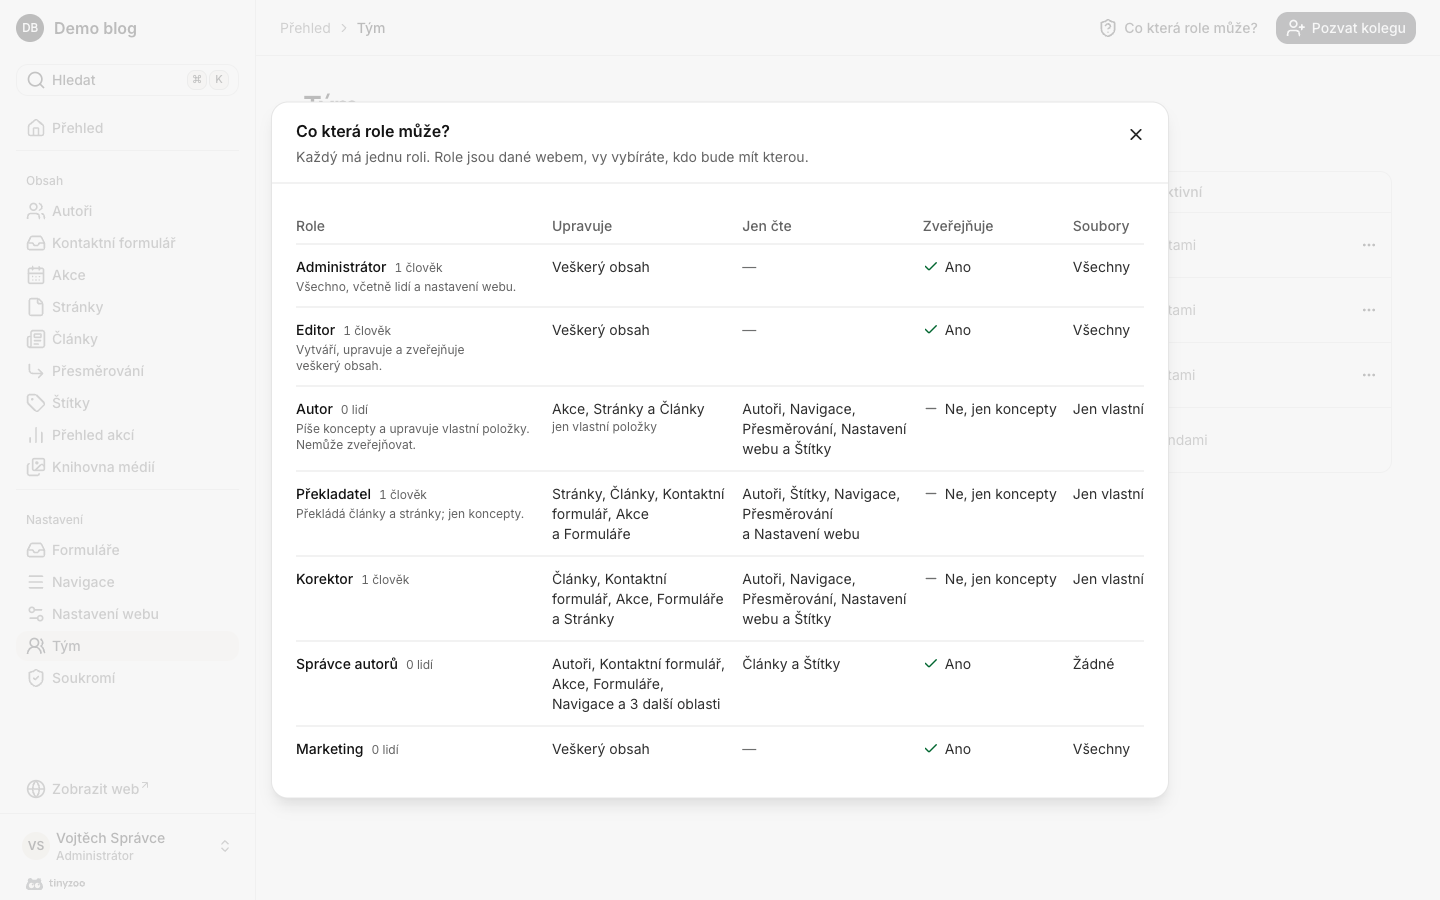 DB Demo blog
Přehled > Tým
Co která role může?
Pozvat kolegu
Hledat ⌘ K
Přehled
Obsah
Autoři
Kontaktní formulář
Akce
Stránky
Články
Přesměrování
Štítky
Přehled akcí
Knihovna médií
Nastavení
Formuláře
Navigace
Nastavení webu
Tým
Soukromí
Zobrazit web
VS Vojtěch Správce
Administrátor
tinyzoo
Co která role může?
Každý má jednu roli. Role jsou dané webem, vy vybíráte, kdo bude mít kterou.
Role Upravuje Jen čte Zveřejňuje Soubory
Administrátor 1 člověk Veškerý obsah — Ano Všechny
Všechno, včetně lidí a nastavení webu.
Editor 1 člověk Veškerý obsah — Ano Všechny
Vytváří, upravuje a zveřejňuje
veškerý obsah.
Autor 0 lidí Akce, Stránky a Články Autoři, Navigace, — Ne, jen koncepty Jen vlastní
Píše koncepty a upravuje vlastní položky. jen vlastní položky Přesměrování, Nastavení
Nemůže zveřejňovat. webu a Štítky
Překladatel 1 člověk Stránky, Články, Kontaktní Autoři, Štítky, Navigace, — Ne, jen koncepty Jen vlastní
Překládá články a stránky; jen koncepty. formulář, Akce Přesměrování
a Formuláře a Nastavení webu
Korektor 1 člověk Články, Kontaktní Autoři, Navigace, — Ne, jen koncepty Jen vlastní
formulář, Akce, Formuláře Přesměrování, Nastavení
a Stránky webu a Štítky
Správce autorů 0 lidí Autoři, Kontaktní formulář, Články a Štítky Ano Žádné
Akce, Formuláře,
Navigace a 3 další oblasti
Marketing 0 lidí Veškerý obsah — Ano Všechny